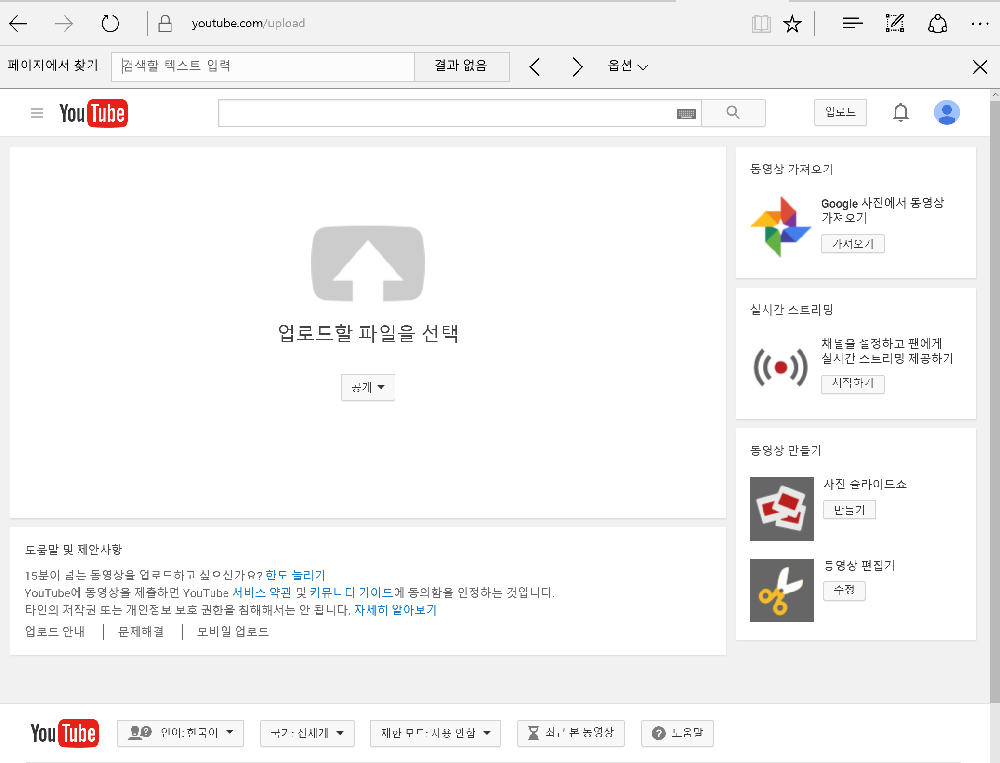 youtube.com/upload
페이지에서 찾기
검색할 텍스트 입력
결과 없음
옵션
YouTube
업로드
업로드할 파일을 선택
공개
동영상 가져오기
Google 사진에서 동영상
가져오기
가져오기
실시간 스트리밍
채널을 설정하고 팬에게
실시간 스트리밍 제공하기
시작하기
동영상 만들기
사진 슬라이드쇼
만들기
동영상 편집기
수정
도움말 및 제안사항
15분이 넘는 동영상을 업로드하고 싶으신가요? 한도 늘리기
YouTube에 동영상을 제출하면 YouTube 서비스 약관 및 커뮤니티 가이드에 동의함을 인정하는 것입니다.
타인의 저작권 또는 개인정보 보호 권한을 침해해서는 안 됩니다. 자세히 알아보기
업로드 안내 | 문제해결 | 모바일 업로드
YouTube
언어: 한국어
국가: 전세계
제한 모드: 사용 안함
최근 본 동영상
도움말